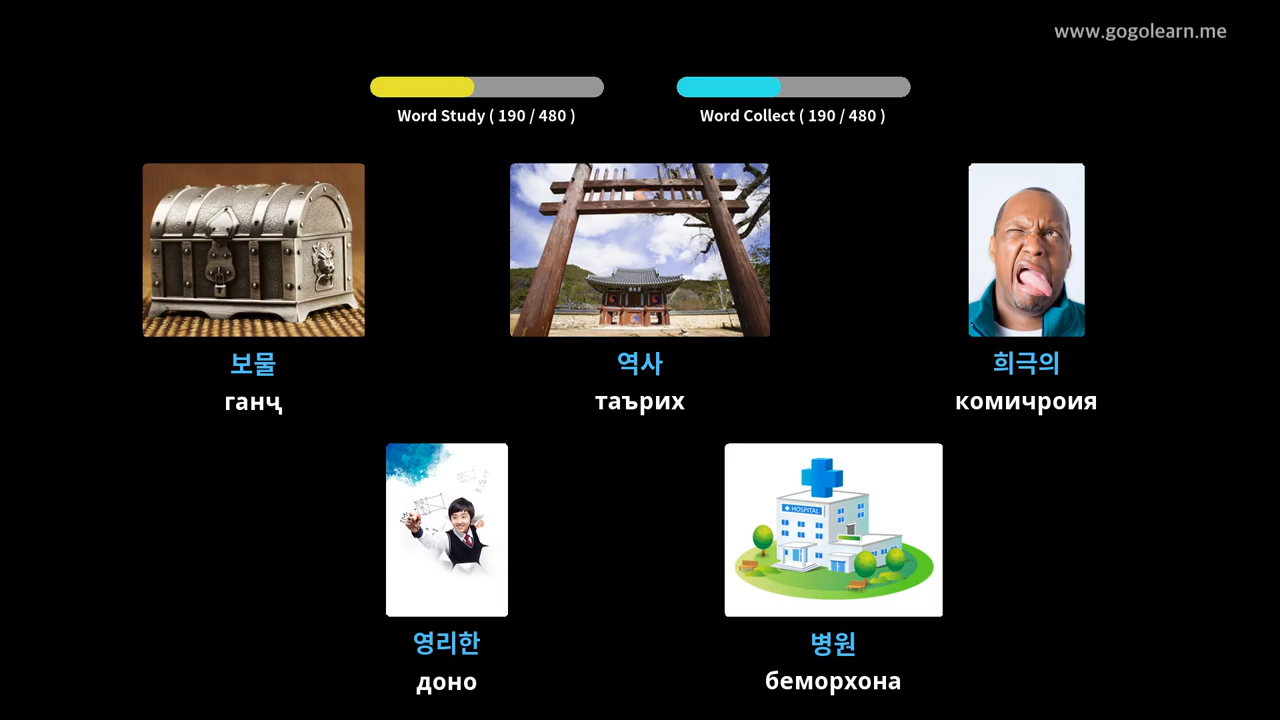 www.gogolearn.me
Word Study ( 190 / 480 )
Word Collect ( 190 / 480 )
보물
ганҷ
역사
таърих
희극의
комичроия
HOSPITAL
영리한
доно
병원
беморхона